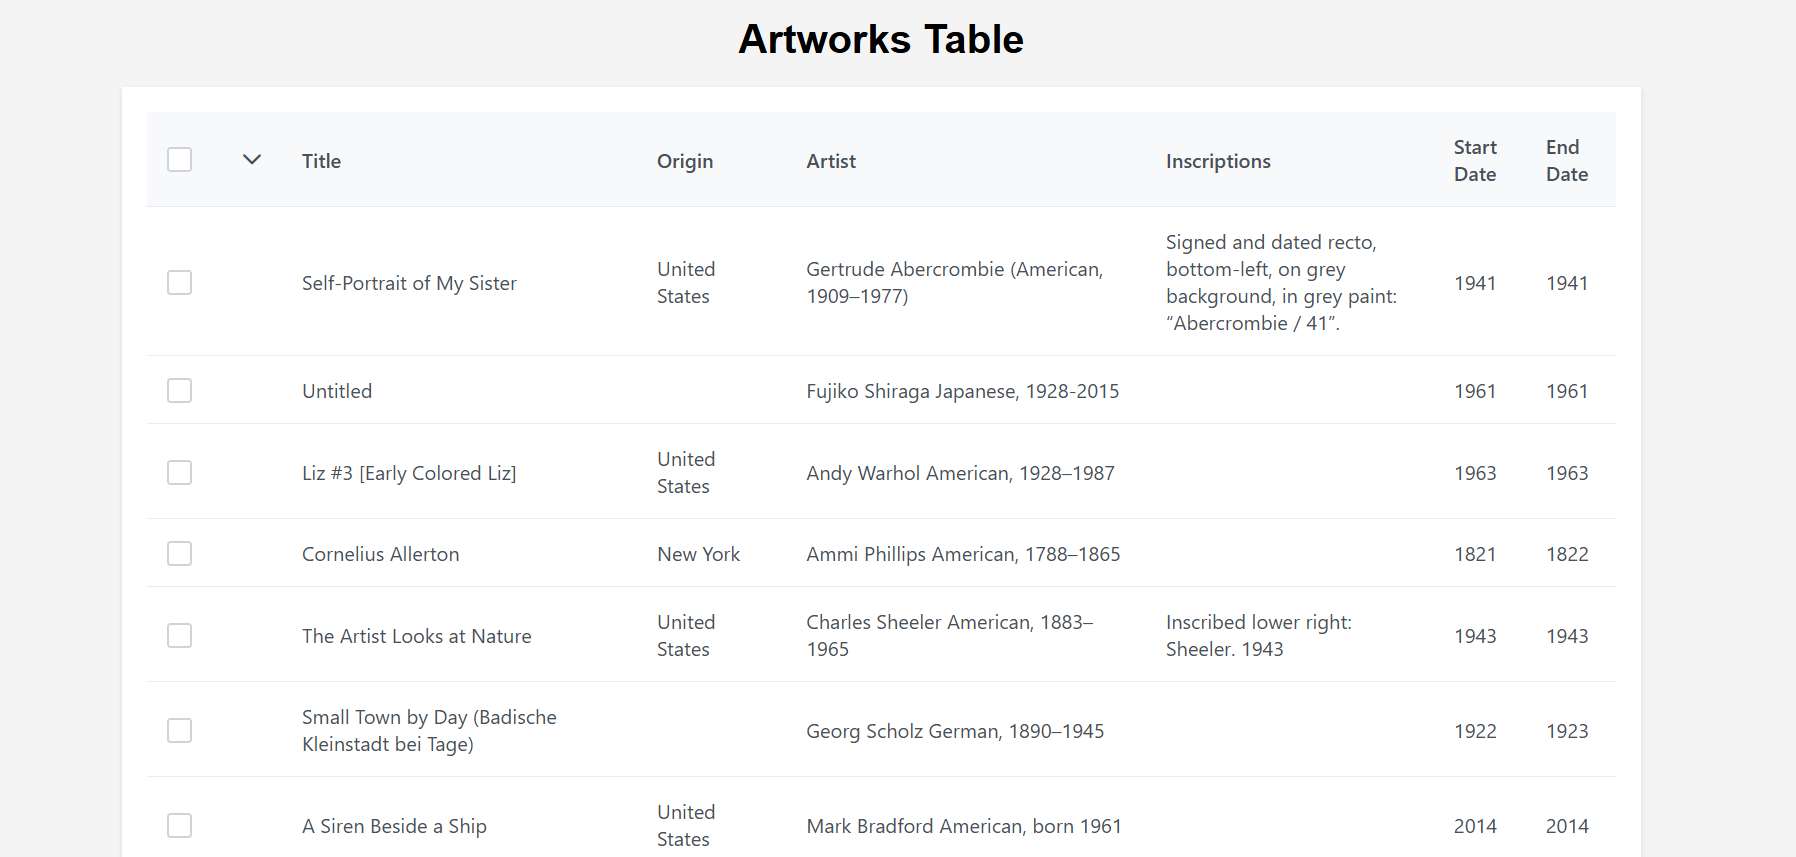 Artworks Table
Title Origin Artist Inscriptions Start Date End Date
Self-Portrait of My Sister United States Gertrude Abercrombie (American, 1909–1977) Signed and dated recto, bottom-left, on grey background, in grey paint: “Abercrombie / 41”. 1941 1941
Untitled Fujiko Shiraga Japanese, 1928-2015 1961 1961
Liz #3 [Early Colored Liz] United States Andy Warhol American, 1928–1987 1963 1963
Cornelius Allerton New York Ammi Phillips American, 1788–1865 1821 1822
The Artist Looks at Nature United States Charles Sheeler American, 1883–1965 Inscribed lower right: Sheeler. 1943 1943 1943
Small Town by Day (Badische Kleinstadt bei Tage) Georg Scholz German, 1890–1945 1922 1923
A Siren Beside a Ship United States Mark Bradford American, born 1961 2014 2014